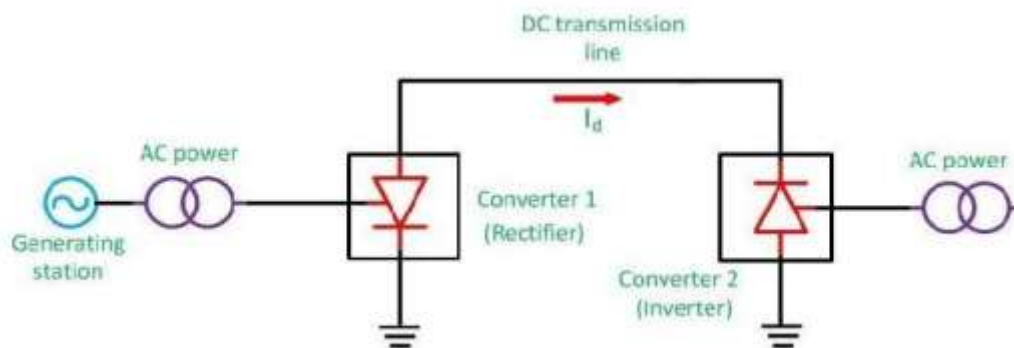 DC transmission
line
I_d
AC power
Converter 1
(Rectifier)
Generating
station
AC power
Converter 2
(Inverter)